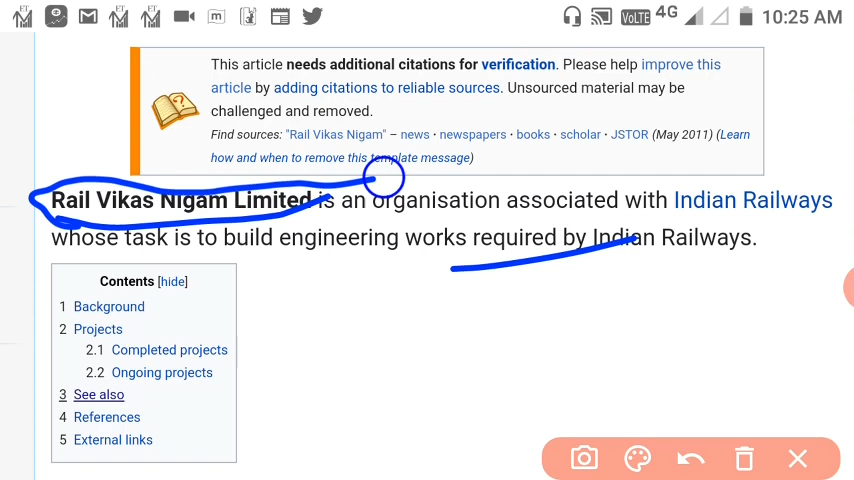 VoLTE 4G 10:25 AM
This article needs additional citations for verification. Please help improve this
article by adding citations to reliable sources. Unsourced material may be
challenged and removed.
Find sources: "Rail Vikas Nigam" – news · newspapers · books · scholar · JSTOR (May 2011) (Learn
how and when to remove this template message)
Rail Vikas Nigam Limited is an organisation associated with Indian Railways
whose task is to build engineering works required by Indian Railways.
Contents [hide]
1 Background
2 Projects
2.1 Completed projects
2.2 Ongoing projects
3 See also
4 References
5 External links